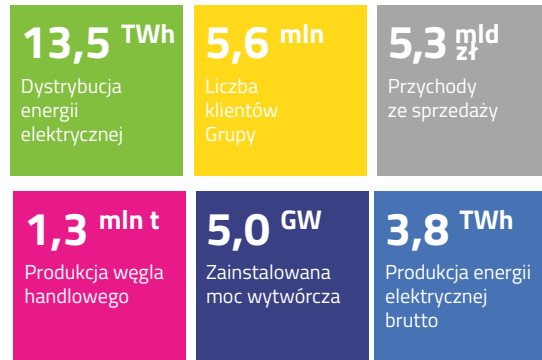 13,5 TWh
Dystrybucja
energii
elektrycznej
5,6 mln
Liczba
klientów
Grupy
5,3 mld
zł
Przychody
ze sprzedaży
1,3 mln t
Produkcja węgla
handlowego
5,0 GW
Zainstalowana
moc wytwórcza
3,8 TWh
Produkcja energii
elektrycznej
brutto